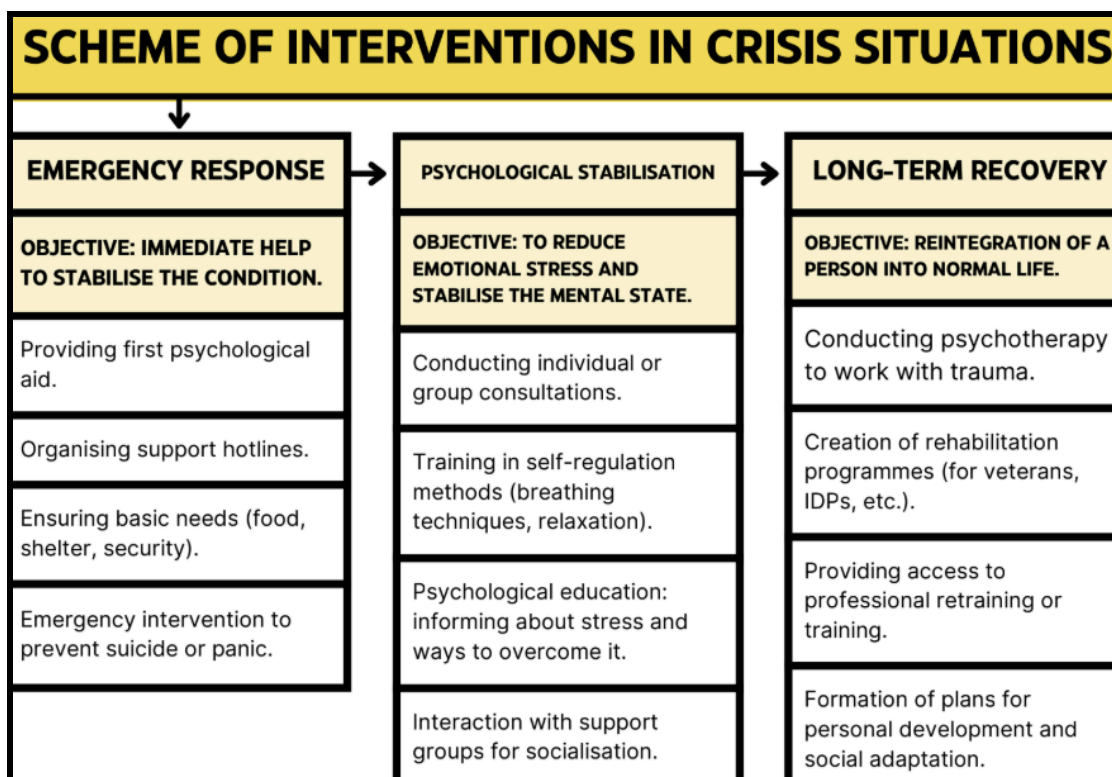 SCHEME OF INTERVENTIONS IN CRISIS SITUATIONS
EMERGENCY RESPONSE
OBJECTIVE: IMMEDIATE HELP
TO STABILISE THE CONDITION.
Providing first psychological
aid.
Organising support hotlines.
Ensuring basic needs (food,
shelter, security).
Emergency intervention to
prevent suicide or panic.
PSYCHOLOGICAL STABILISATION
OBJECTIVE: TO REDUCE
EMOTIONAL STRESS AND
STABILISE THE MENTAL STATE.
Conducting individual or
group consultations.
Training in self-regulation
methods (breathing
techniques, relaxation).
Psychological education:
informing about stress and
ways to overcome it.
Interaction with support
groups for socialisation.
LONG-TERM RECOVERY
OBJECTIVE: REINTEGRATION OF A
PERSON INTO NORMAL LIFE.
Conducting psychotherapy
to work with trauma.
Creation of rehabilitation
programmes (for veterans,
IDPs, etc.).
Providing access to
professional retraining or
training.
Formation of plans for
personal development and
social adaptation.